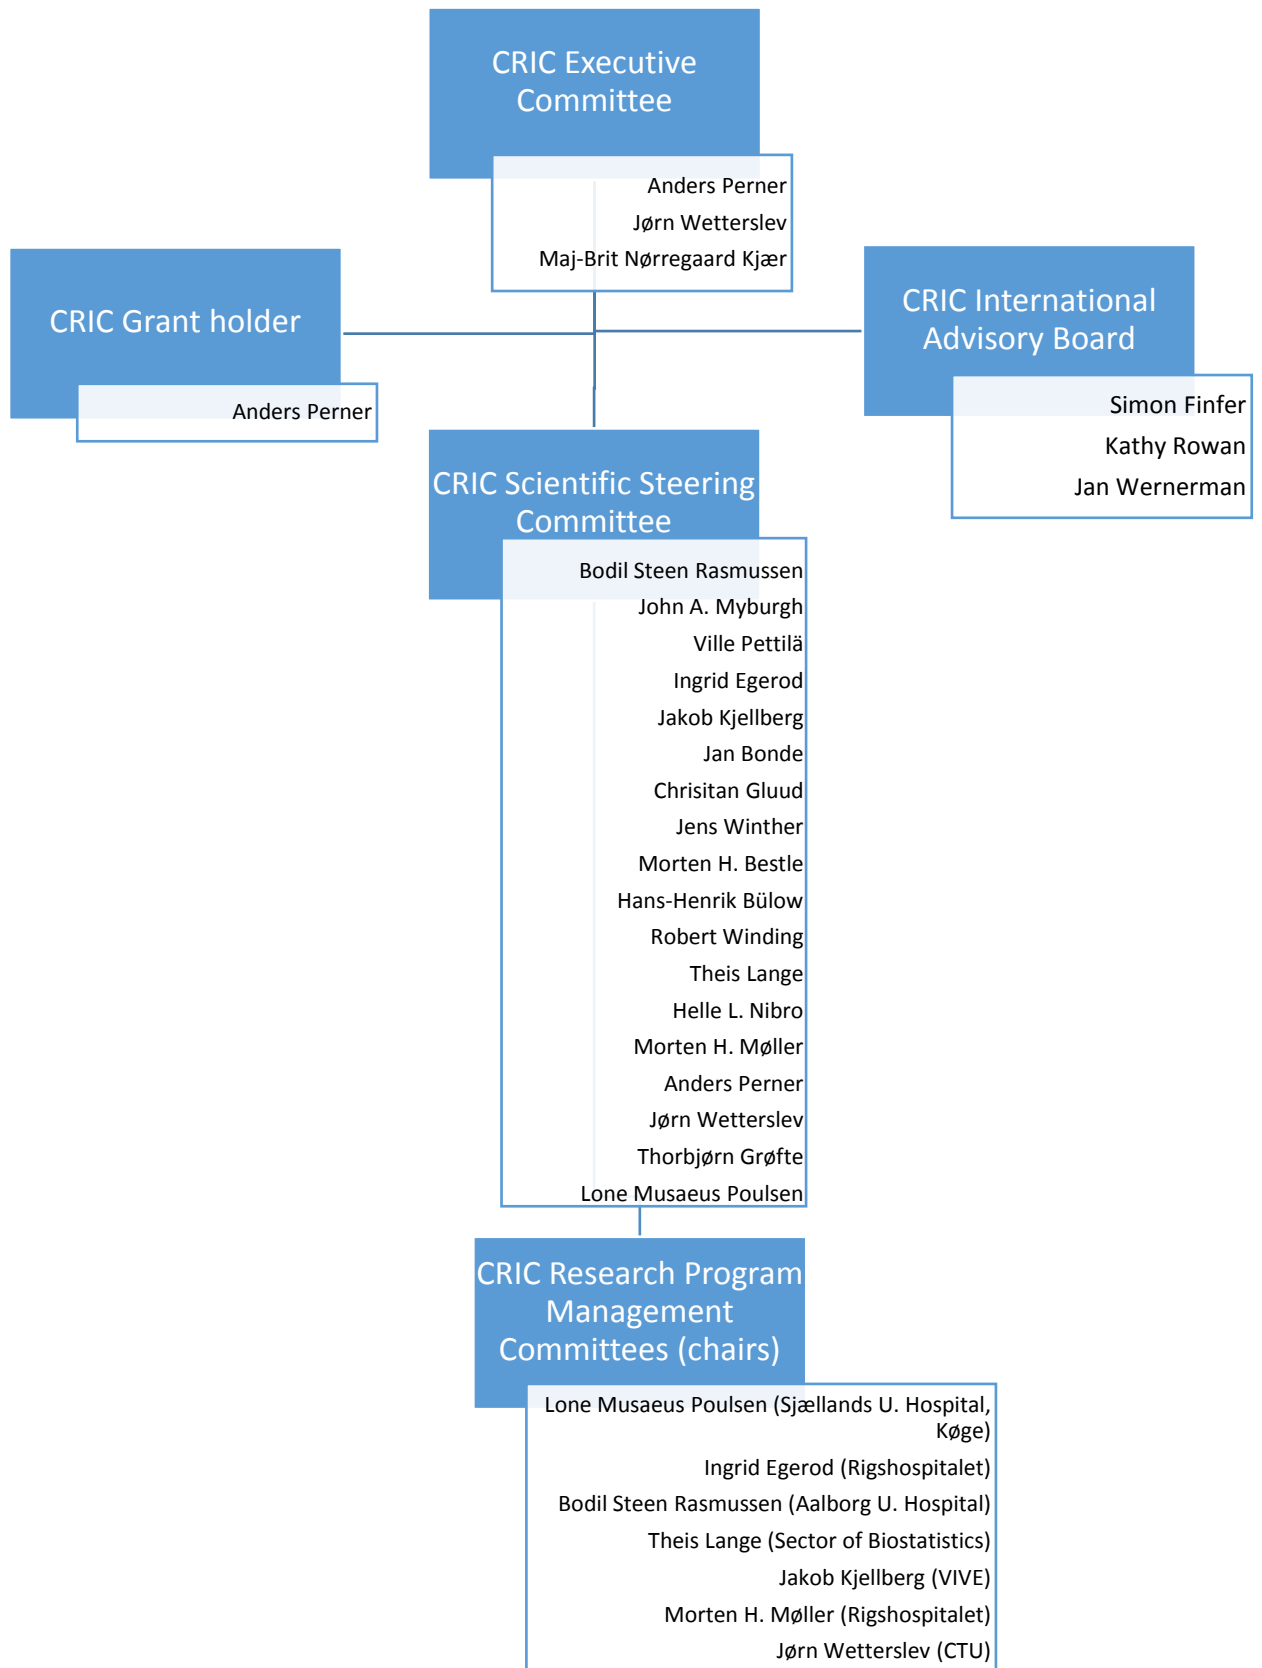 CRIC Executive
Committee
Anders Perner
Jørn Wetterslev
Maj-Brit Nørregaard Kjær
CRIC Grant holder
Anders Perner
CRIC International
Advisory Board
Simon Finfer
Kathy Rowan
Jan Wernerman
CRIC Scientific Steering
Committee
Bodil Steen Rasmussen
John A. Myburgh
Ville Pettilä
Ingrid Egerod
Jakob Kjellberg
Jan Bonde
Chrisitan Gluud
Jens Winther
Morten H. Bestle
Hans-Henrik Bülow
Robert Winding
Theis Lange
Helle L. Nibro
Morten H. Møller
Anders Perner
Jørn Wetterslev
Thorbjørn Grøfte
Lone Musaeus Poulsen
CRIC Research Program
Management
Committees (chairs)
Lone Musaeus Poulsen (Sjællands U. Hospital,
Køge)
Ingrid Egerod (Rigshospitalet)
Bodil Steen Rasmussen (Aalborg U. Hospital)
Theis Lange (Sector of Biostatistics)
Jakob Kjellberg (VIVE)
Morten H. Møller (Rigshospitalet)
Jørn Wetterslev (CTU)